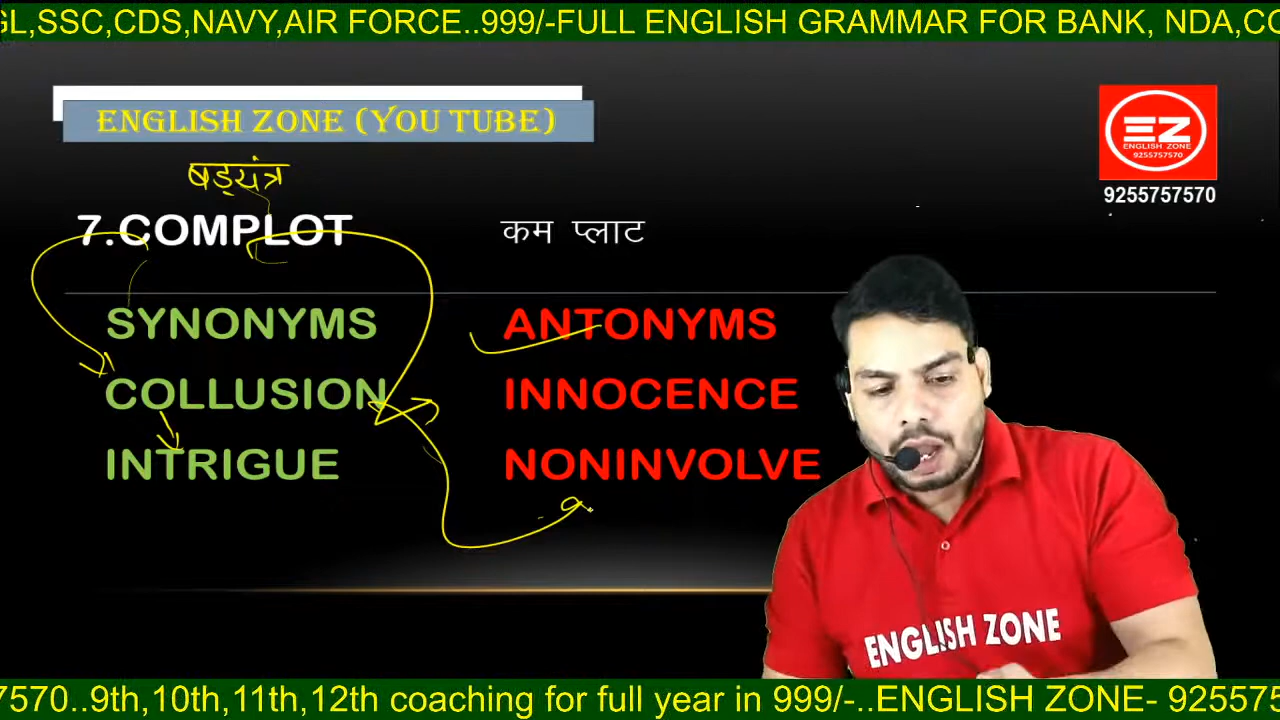 GL,SSC,CDS,NAVY,AIR FORCE..999/-FULL ENGLISH GRAMMAR FOR BANK, NDA,CG
ENGLISH ZONE (YOU TUBE)
EZ
ENGLISH ZONE
9255757570
9255757570
षड्यंत्र
7.COMPLOT
कम प्लाट
SYNONYMS
ANTONYMS
COLLUSION
INNOCENCE
INTRIGUE
NONINVOLVE
ENGLISH ZONE
7570..9th,10th,11th,12th coaching for full year in 999/-..ENGLISH ZONE- 925575